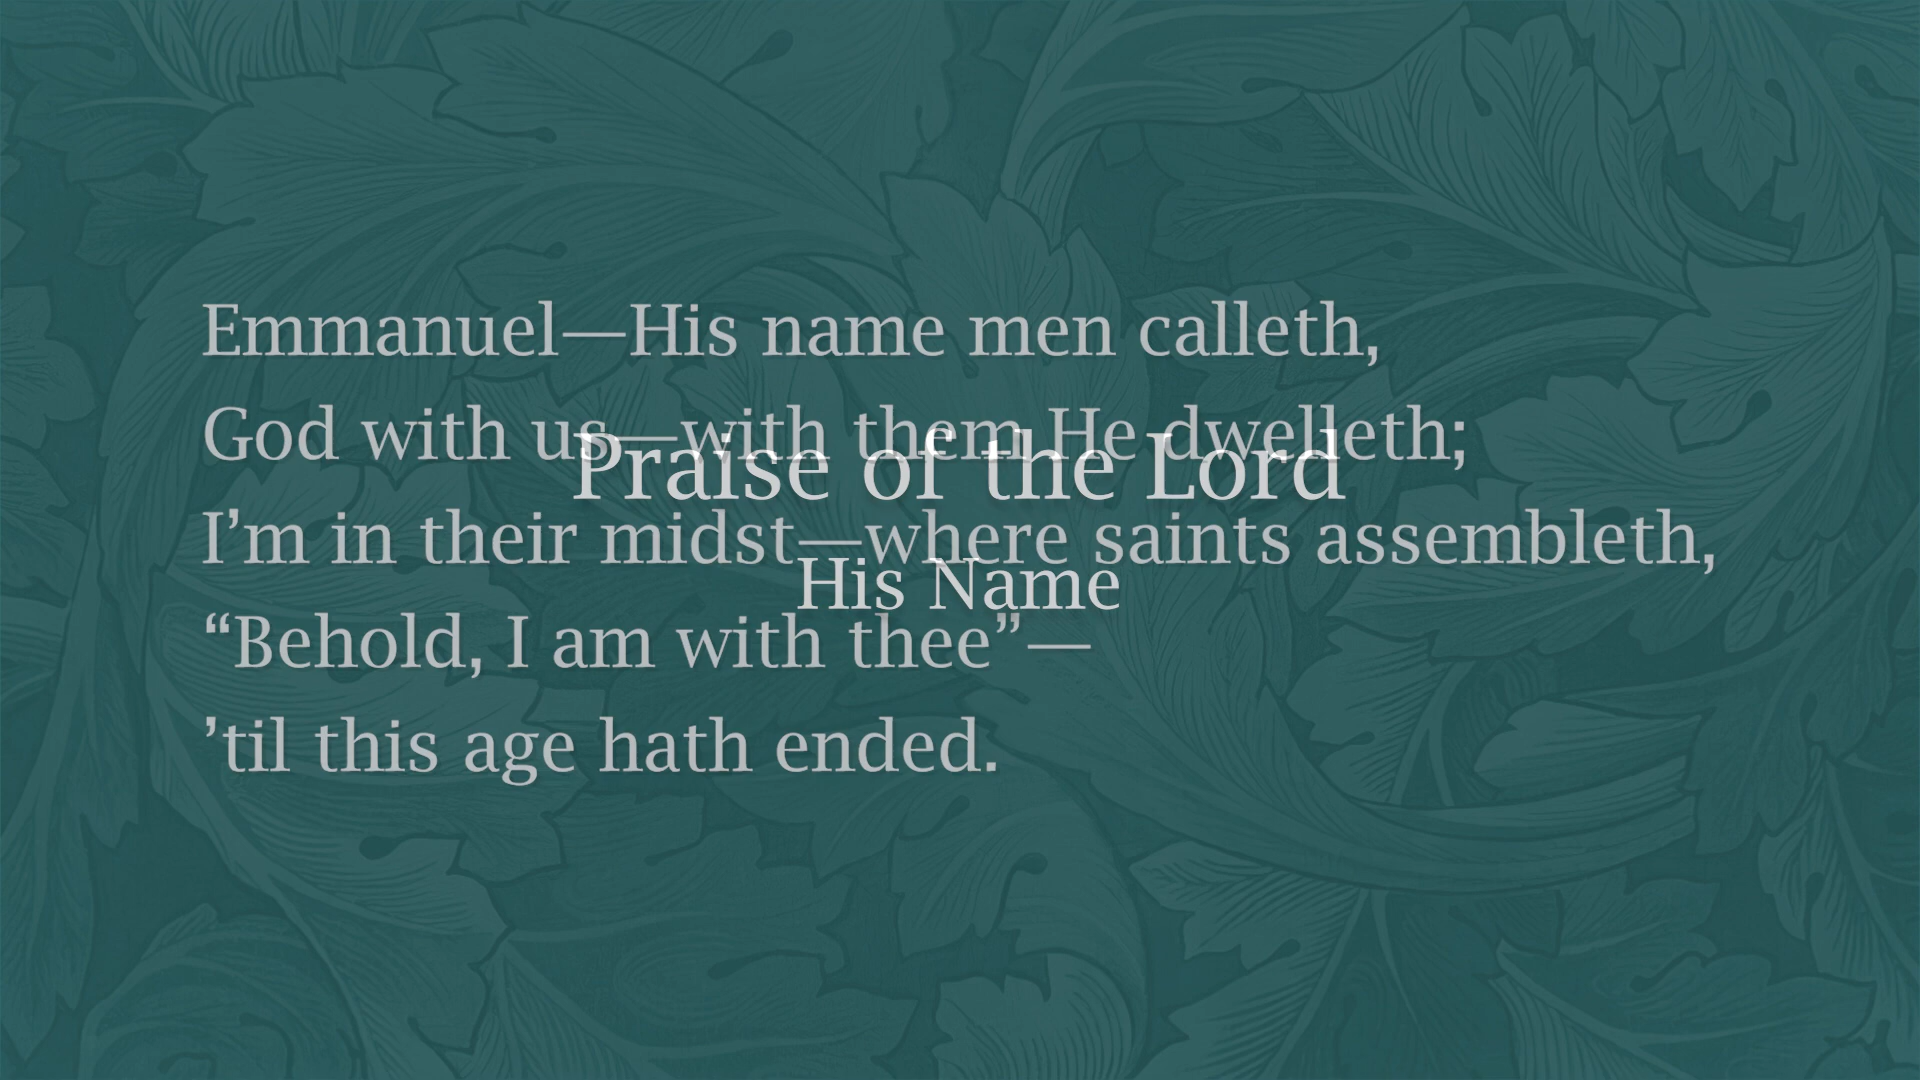 Emmanuel—His name men calleth,
God with us—with them He dwelleth;
Praise of the Lord
I’m in their midst—where saints assembleth,
His Name
“Behold, I am with thee”—
’til this age hath ended.